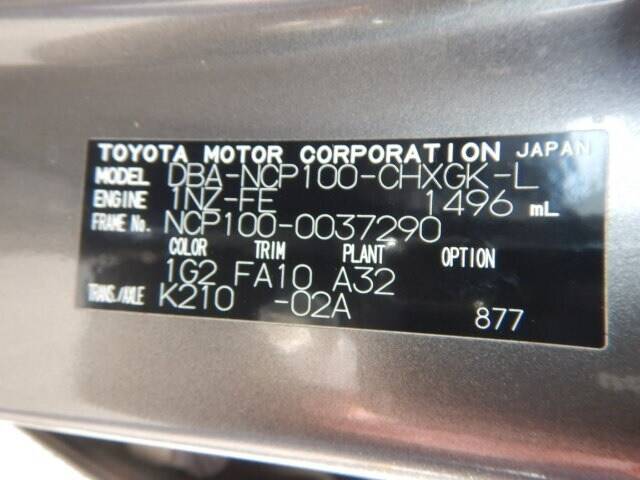 TOYOTA MOTOR CORPORATION JAPAN
MODEL DBA-NCP100-CHXGK-L
ENGINE 1NZ-FE 1496 mL
FRAME No. NCP100-0037290
COLOR TRIM PLANT OPTION
1G2 FA10 A32
TRANS./AXLE K210 -02A
877